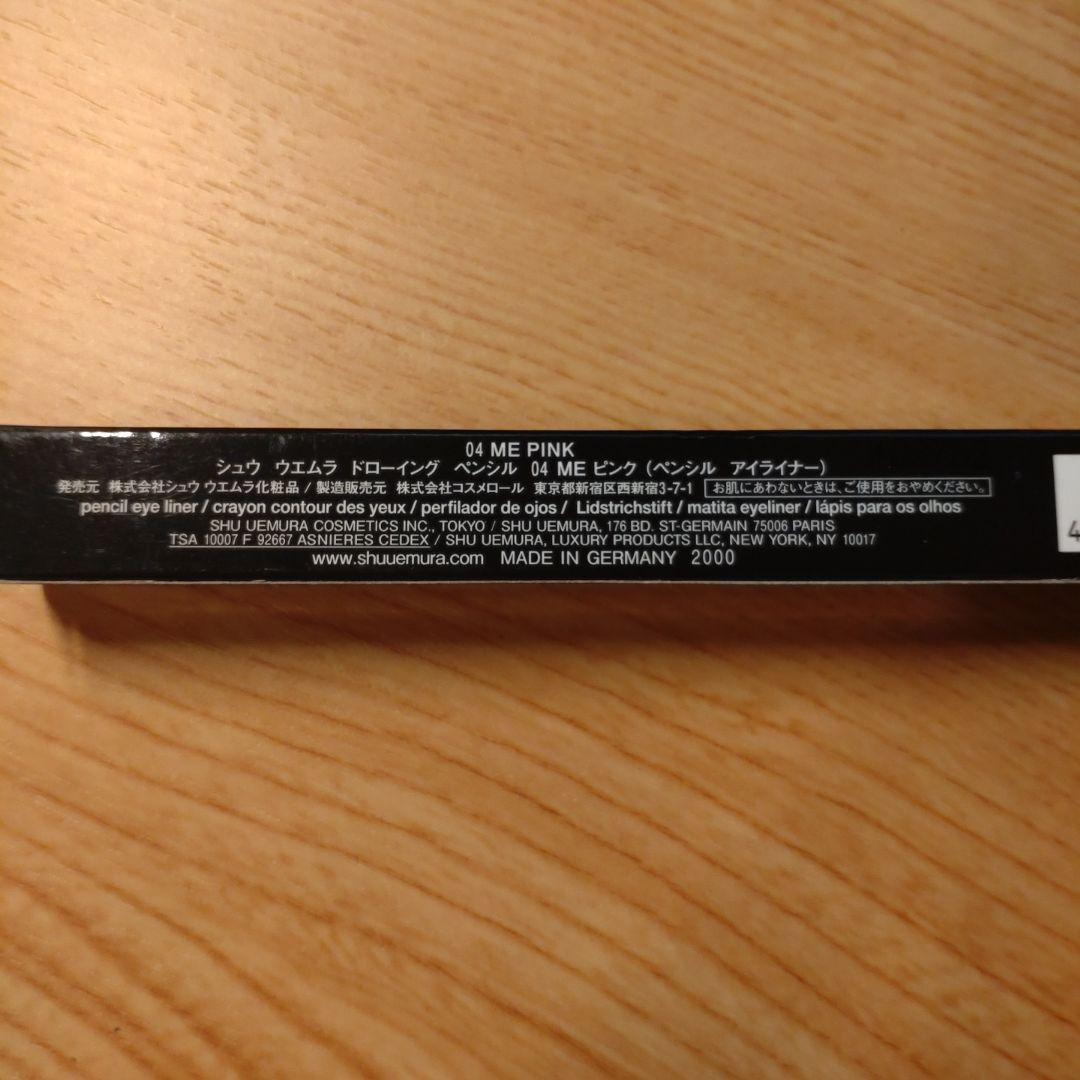 04 ME PINK
シュウ ウエムラ ドローイング ペンシル 04 ME ピンク (ペンシル アイライナー)
発売元 株式会社シュウ ウエムラ化粧品 / 製造販売元 株式会社コスメロール 東京都新宿区西新宿3-7-1 お肌にあわないときは、ご使用をおやめください。
pencil eye liner / crayon contour des yeux / perfilador de ojos / Lidstrichstift / matita eyeliner / lápis para os olhos
SHU UEMURA COSMETICS INC., TOKYO / SHU UEMURA, 176 BD. ST-GERMAIN 75006 PARIS
TSA 10007 F 92667 ASNIERES CEDEX / SHU UEMURA, LUXURY PRODUCTS LLC, NEW YORK, NY 10017
www.shuuemura.com MADE IN GERMANY 2000
4